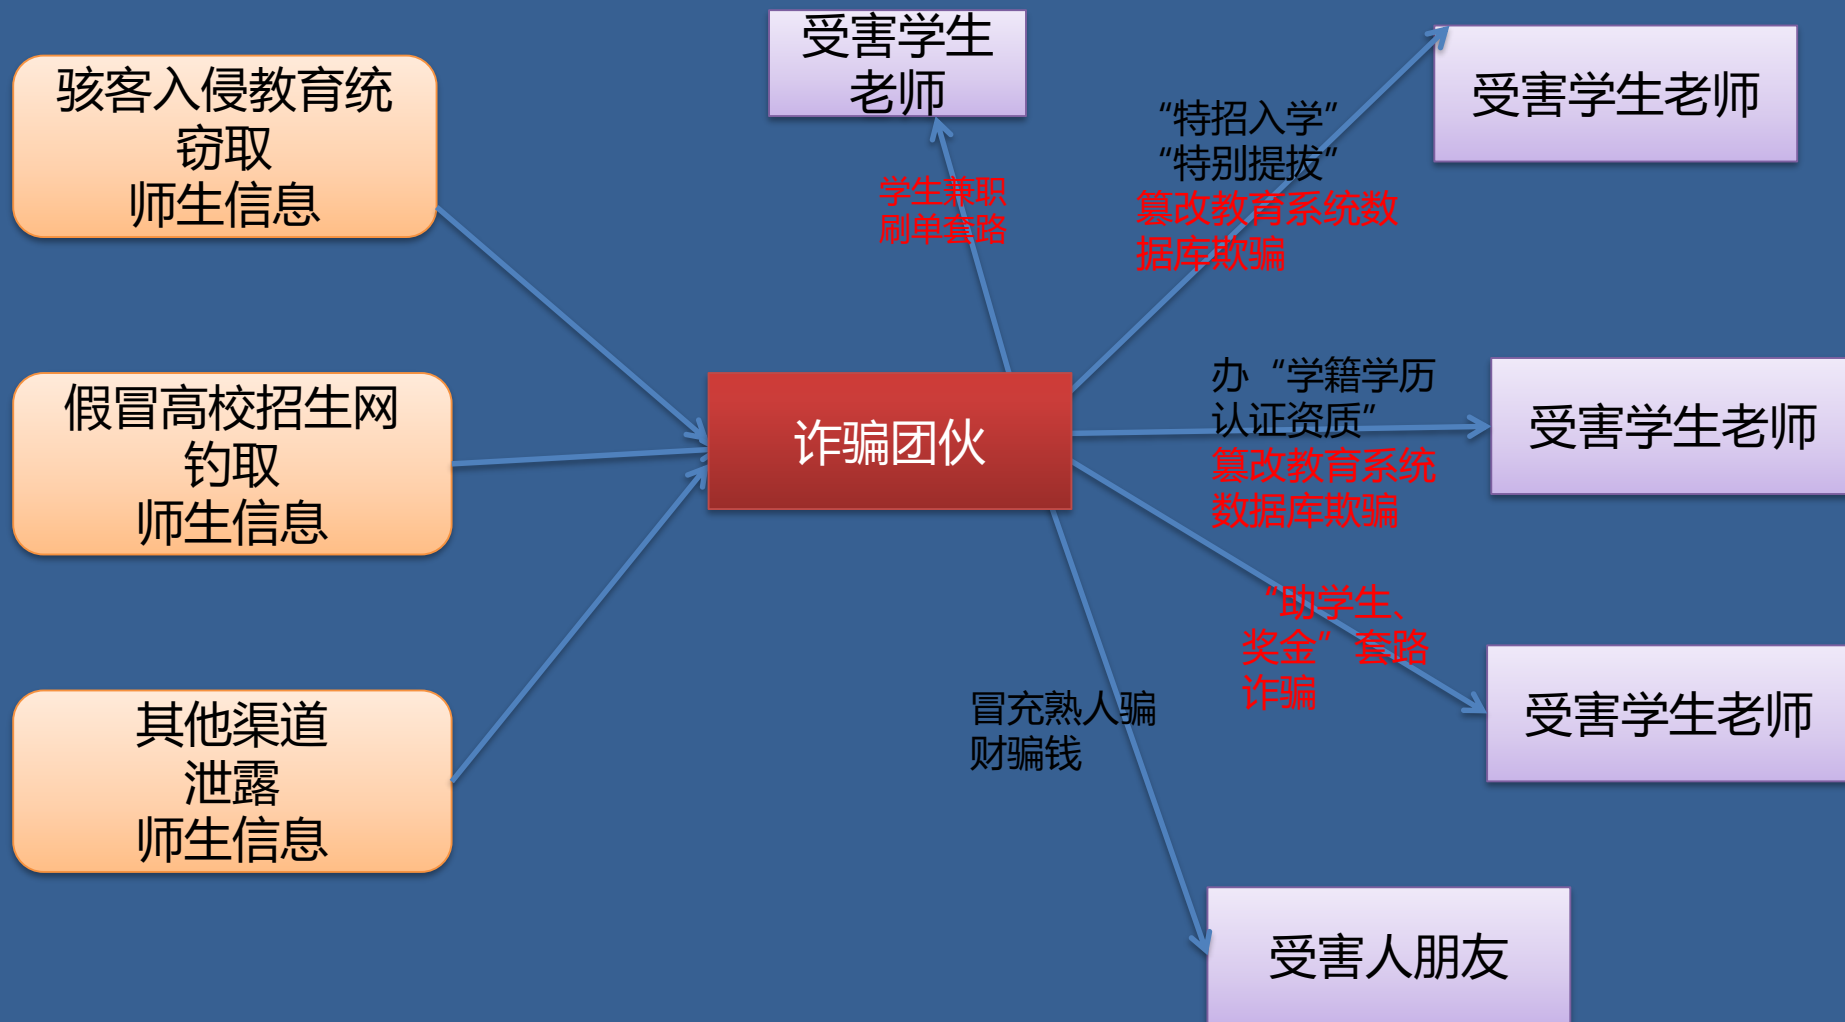 骇客入侵教育统
窃取
师生信息
假冒高校招生网
钓取
师生信息
其他渠道
泄露
师生信息
诈骗团伙
受害学生
老师
学生兼职
刷单套路
“特招入学”
“特别提拔”
篡改教育系统数
据库欺骗
受害学生老师
办“学籍学历
认证资质”
篡改教育系统
数据库欺骗
受害学生老师
“助学生、
奖金”套路
诈骗
受害学生老师
冒充熟人骗
财骗钱
受害人朋友